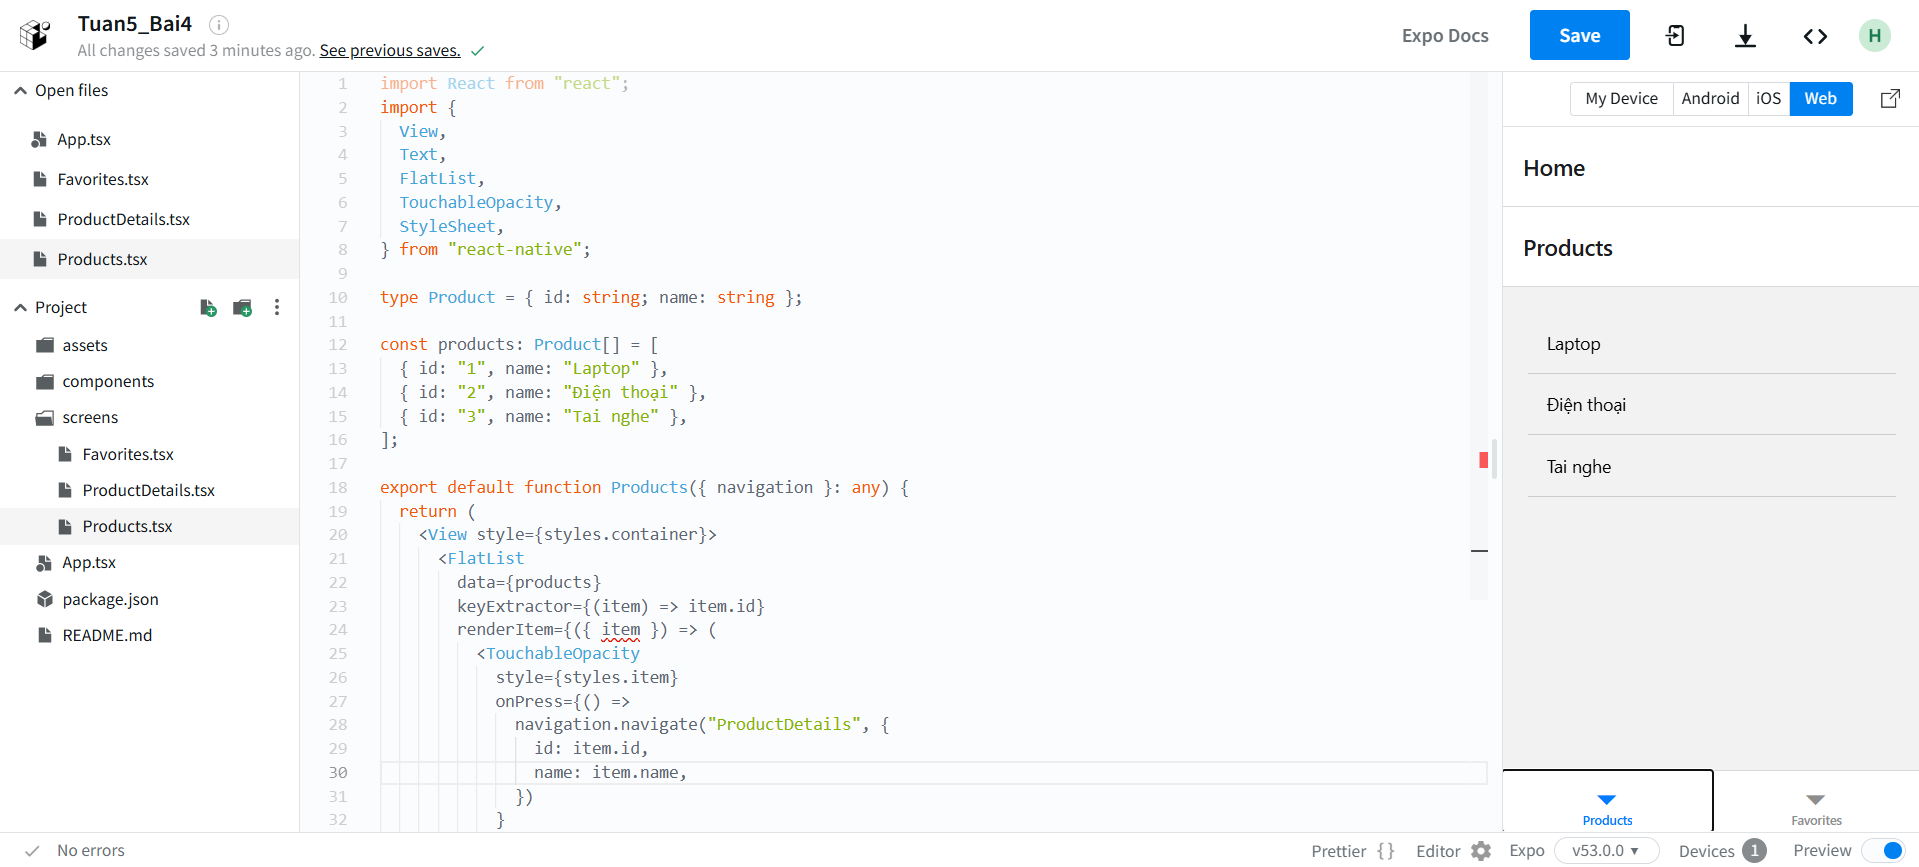 Tuan5_Bai4
All changes saved 3 minutes ago. See previous saves.
Expo Docs
Save
H
Open files
App.tsx
Favorites.tsx
ProductDetails.tsx
Products.tsx
Project
assets
components
screens
Favorites.tsx
ProductDetails.tsx
Products.tsx
App.tsx
package.json
README.md
1 import React from "react";
2 import {
3 View,
4 Text,
5 FlatList,
6 TouchableOpacity,
7 StyleSheet,
8 } from "react-native";
9
10 type Product = { id: string; name: string };
11
12 const products: Product[] = [
13 { id: "1", name: "Laptop" },
14 { id: "2", name: "Điện thoại" },
15 { id: "3", name: "Tai nghe" },
16 ];
17
18 export default function Products({ navigation }: any) {
19 return (
20 <View style={styles.container}>
21 <FlatList
22 data={products}
23 keyExtractor={(item) => item.id}
24 renderItem={({ item }) => (
25 <TouchableOpacity
26 style={styles.item}
27 onPress={() =>
28 navigation.navigate("ProductDetails", {
29 id: item.id,
30 name: item.name,
31 })
32 }
My Device Android iOS Web
Home
Products
Laptop
Điện thoại
Tai nghe
Products
Favorites
No errors
Prettier { } Editor Expo v53.0.0 Devices 1 Preview